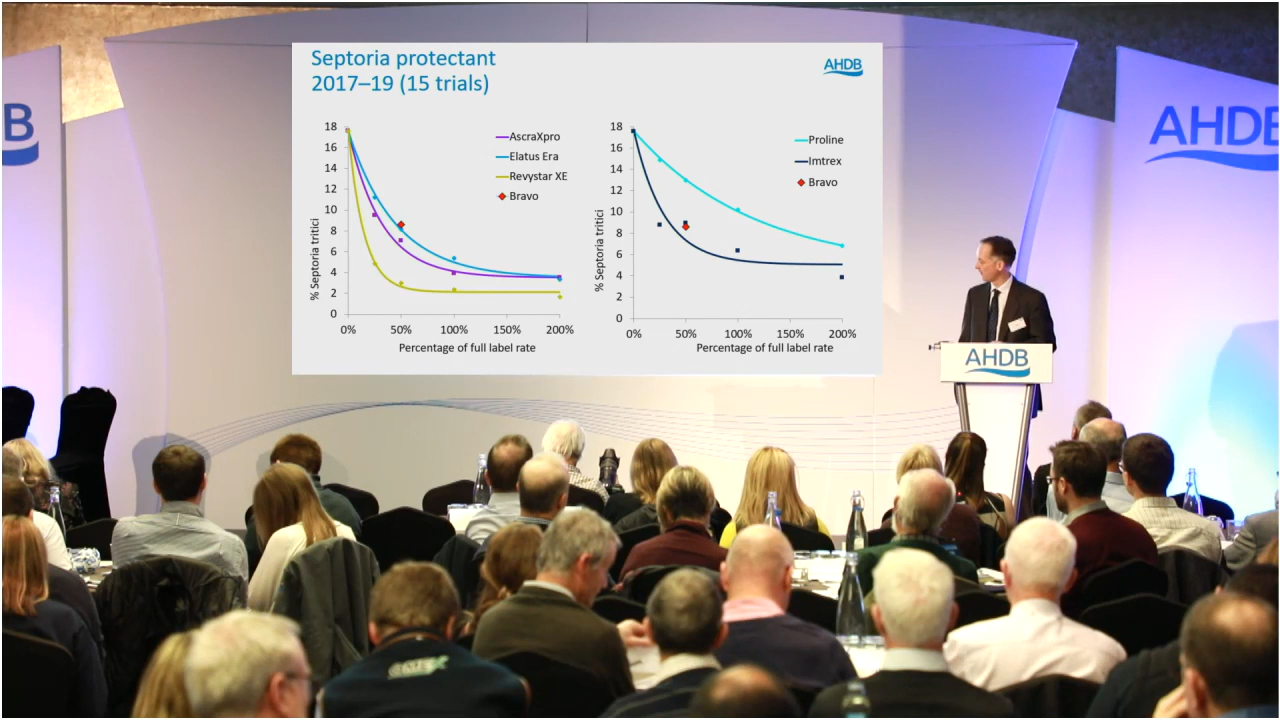 Septoria protectant
2017–19 (15 trials)
AHDB
18
16
14
12
10
8
6
4
2
0
% Septoria tritici
0%
50%
100%
150%
200%
Percentage of full label rate
AscraXpro
Elatus Era
Revystar XE
Bravo
18
16
14
12
10
8
6
4
2
0
% Septoria tritici
0%
50%
100%
150%
200%
Percentage of full label rate
Proline
Imtrex
Bravo
B
AHDB
AHDB